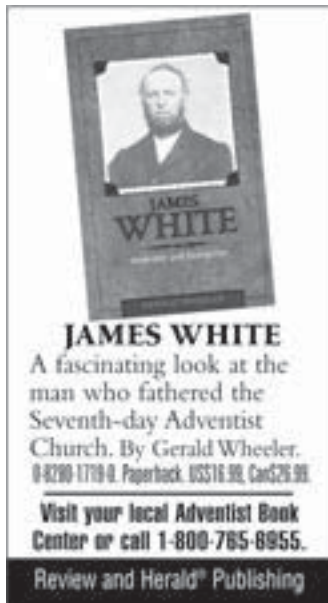 JAMES
WHITE
JAMES WHITE
A fascinating look at the
man who fathered the
Seventh-day Adventist
Church. By Gerald Wheeler.
0-8280-1719-0. Paperback. US$16.99, Can$26.99.
Visit your local Adventist Book
Center or call 1-800-765-6955.
Review and Herald® Publishing